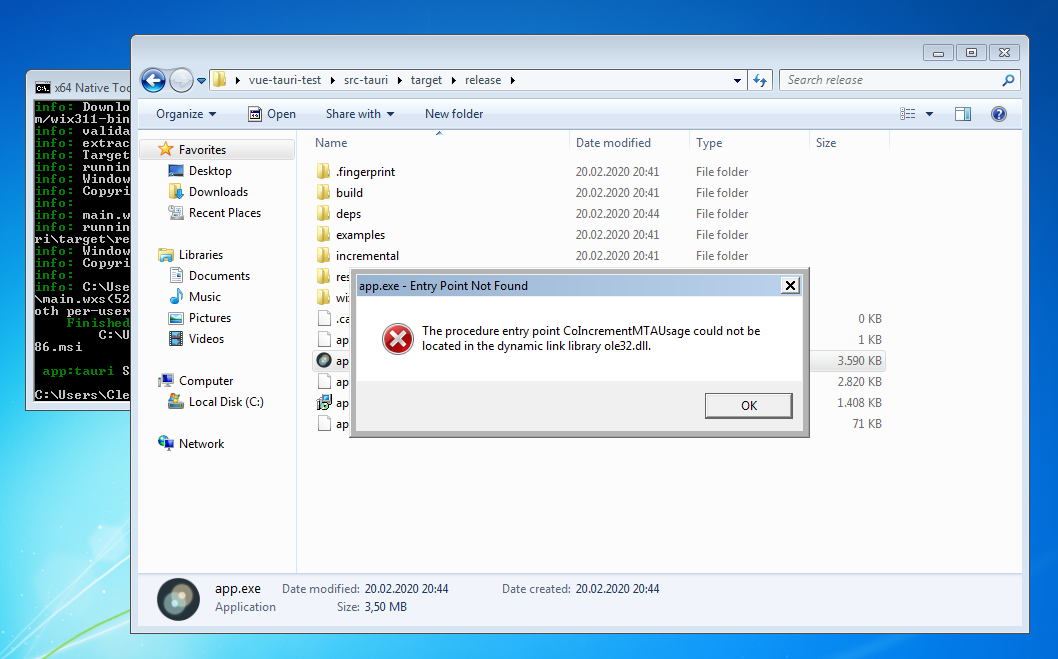 x64 Native Too
info: Downlo
m/wix311-bin
info: valida
info: extrac
info: Target
info: runnin
info: Window
info: Copyri
info:
info: main.w
info: runnin
ri\target\re
info: Window
info: Copyri
info:
info: C:\Use
\main.wxs(52
oth per-user
Finished
C:\U
86.msi
app:tauri S
C:\Users\Cle
vue-tauri-test
src-tauri
target
release
Search release
Organize
Open
Share with
New folder
Favorites
Desktop
Downloads
Recent Places
Libraries
Documents
Music
Pictures
Videos
Computer
Local Disk (C:)
Network
Name Date modified Type Size
.fingerprint 20.02.2020 20:41 File folder
build 20.02.2020 20:41 File folder
deps 20.02.2020 20:44 File folder
examples 20.02.2020 20:41 File folder
incremental 20.02.2020 20:41 File folder
res
wi
.ca 0 KB
ap 1 KB
ap 3.590 KB
ap 2.820 KB
ap 1.408 KB
ap 71 KB
app.exe - Entry Point Not Found
The procedure entry point CoIncrementMTAUsage could not be
located in the dynamic link library ole32.dll.
OK
app.exe Date modified: 20.02.2020 20:44 Date created: 20.02.2020 20:44
Application Size: 3,50 MB